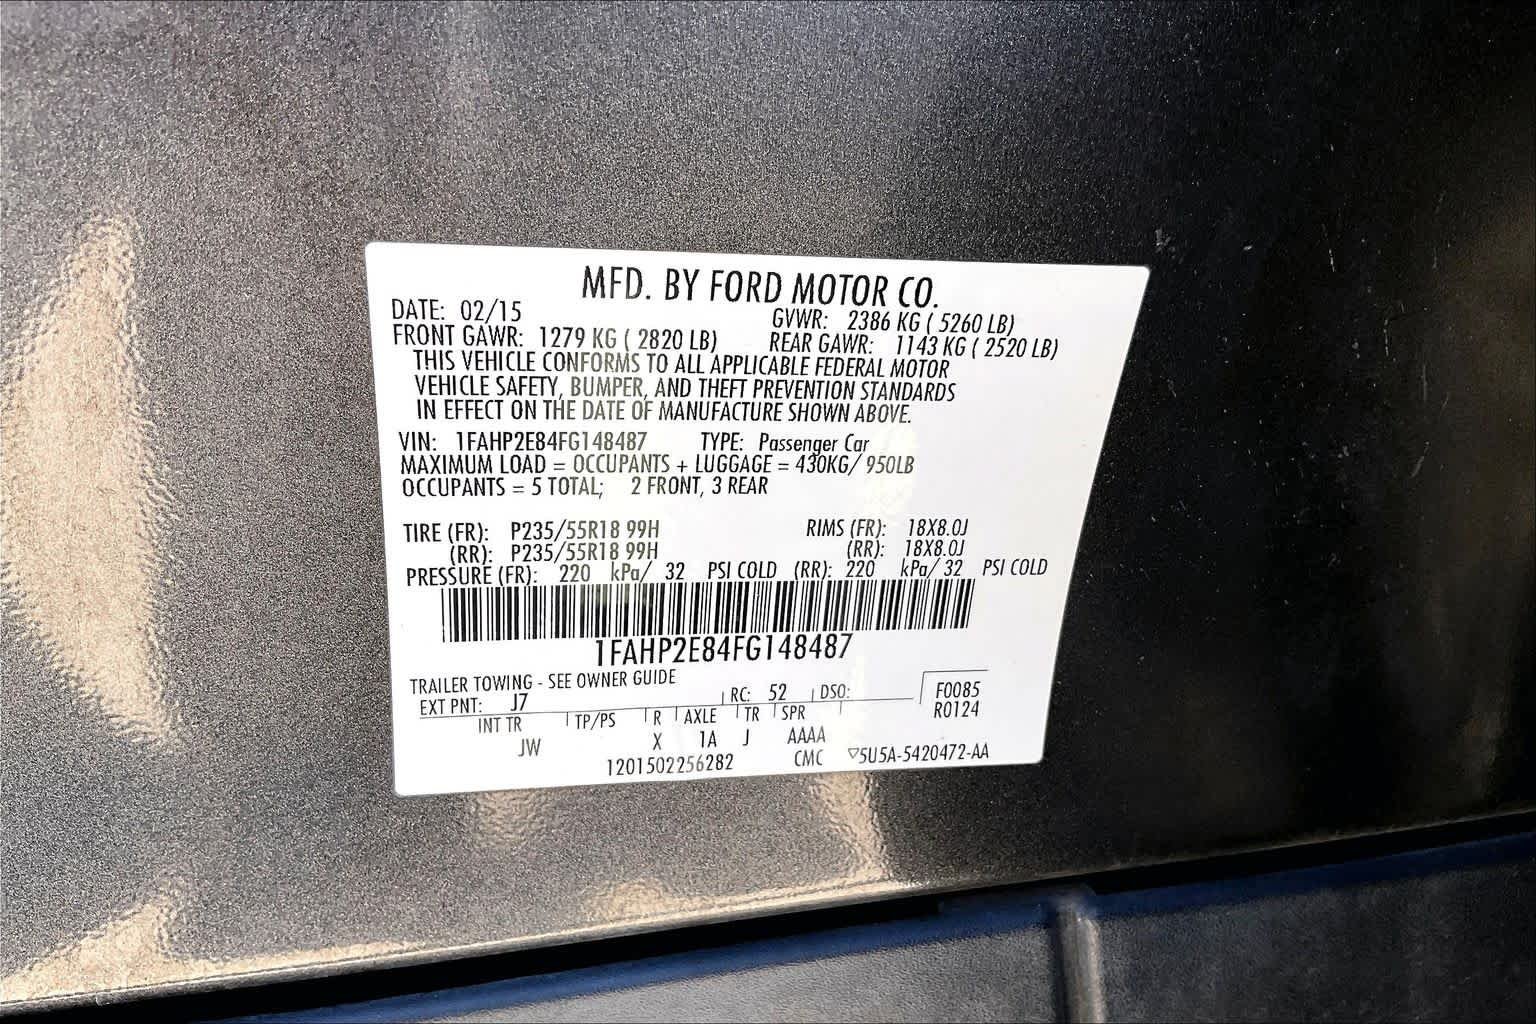 MFD. BY FORD MOTOR CO.
DATE: 02/15 GVWR: 2386 KG ( 5260 LB)
FRONT GAWR: 1279 KG ( 2820 LB) REAR GAWR: 1143 KG ( 2520 LB)
THIS VEHICLE CONFORMS TO ALL APPLICABLE FEDERAL MOTOR
VEHICLE SAFETY, BUMPER, AND THEFT PREVENTION STANDARDS
IN EFFECT ON THE DATE OF MANUFACTURE SHOWN ABOVE.
VIN: 1FAHP2E84FG148487 TYPE: Passenger Car
MAXIMUM LOAD = OCCUPANTS + LUGGAGE = 430KG/ 950LB
OCCUPANTS = 5 TOTAL; 2 FRONT, 3 REAR
TIRE (FR): P235/55R18 99H RIMS (FR): 18X8.0J
(RR): P235/55R18 99H (RR): 18X8.0J
PRESSURE (FR): 220 kPa/ 32 PSI COLD (RR): 220 kPa/ 32 PSI COLD
1FAHP2E84FG148487
TRAILER TOWING - SEE OWNER GUIDE
EXT PNT: J7 RC: 52 DSO: F0085
R0124
INT TR TP/PS R AXLE TR SPR
JW X 1A J AAAA
1201502256282 CMC ▽5U5A-5420472-AA